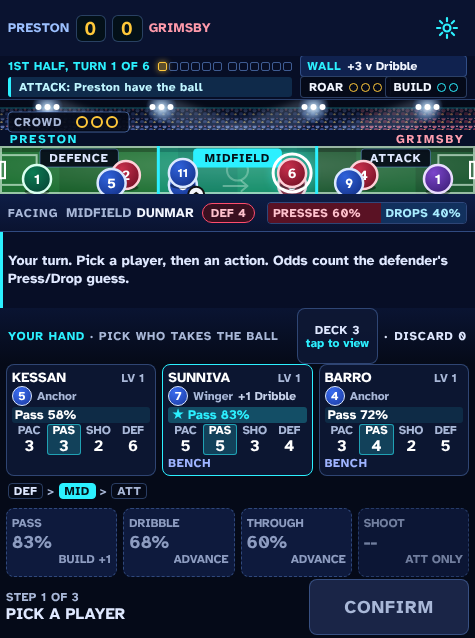 PRESTON 0 0 GRIMSBY
1ST HALF, TURN 1 OF 6
WALL +3 v Dribble
ATTACK: Preston have the ball
ROAR BUILD
CROWD
PRESTON GRIMSBY
DEFENCE MIDFIELD ATTACK
1 5 2 11 6 9 4 1
FACING MIDFIELD DUNMAR DEF 4 PRESSES 60% DROPS 40%
Your turn. Pick a player, then an action. Odds count the defender's
Press/Drop guess.
YOUR HAND · PICK WHO TAKES THE BALL
DECK 3
tap to view
· DISCARD 0
KESSAN LV 1
5 Anchor
Pass 58%
PAC PAS SHO DEF
3 3 2 6
SUNNIVA LV 1
7 Winger +1 Dribble
★ Pass 83%
PAC PAS SHO DEF
5 5 3 4
BENCH
BARRO LV 1
4 Anchor
Pass 72%
PAC PAS SHO DEF
3 4 2 5
BENCH
DEF > MID > ATT
PASS
83%
BUILD +1
DRIBBLE
68%
ADVANCE
THROUGH
60%
ADVANCE
SHOOT
--
ATT ONLY
STEP 1 OF 3
PICK A PLAYER
CONFIRM